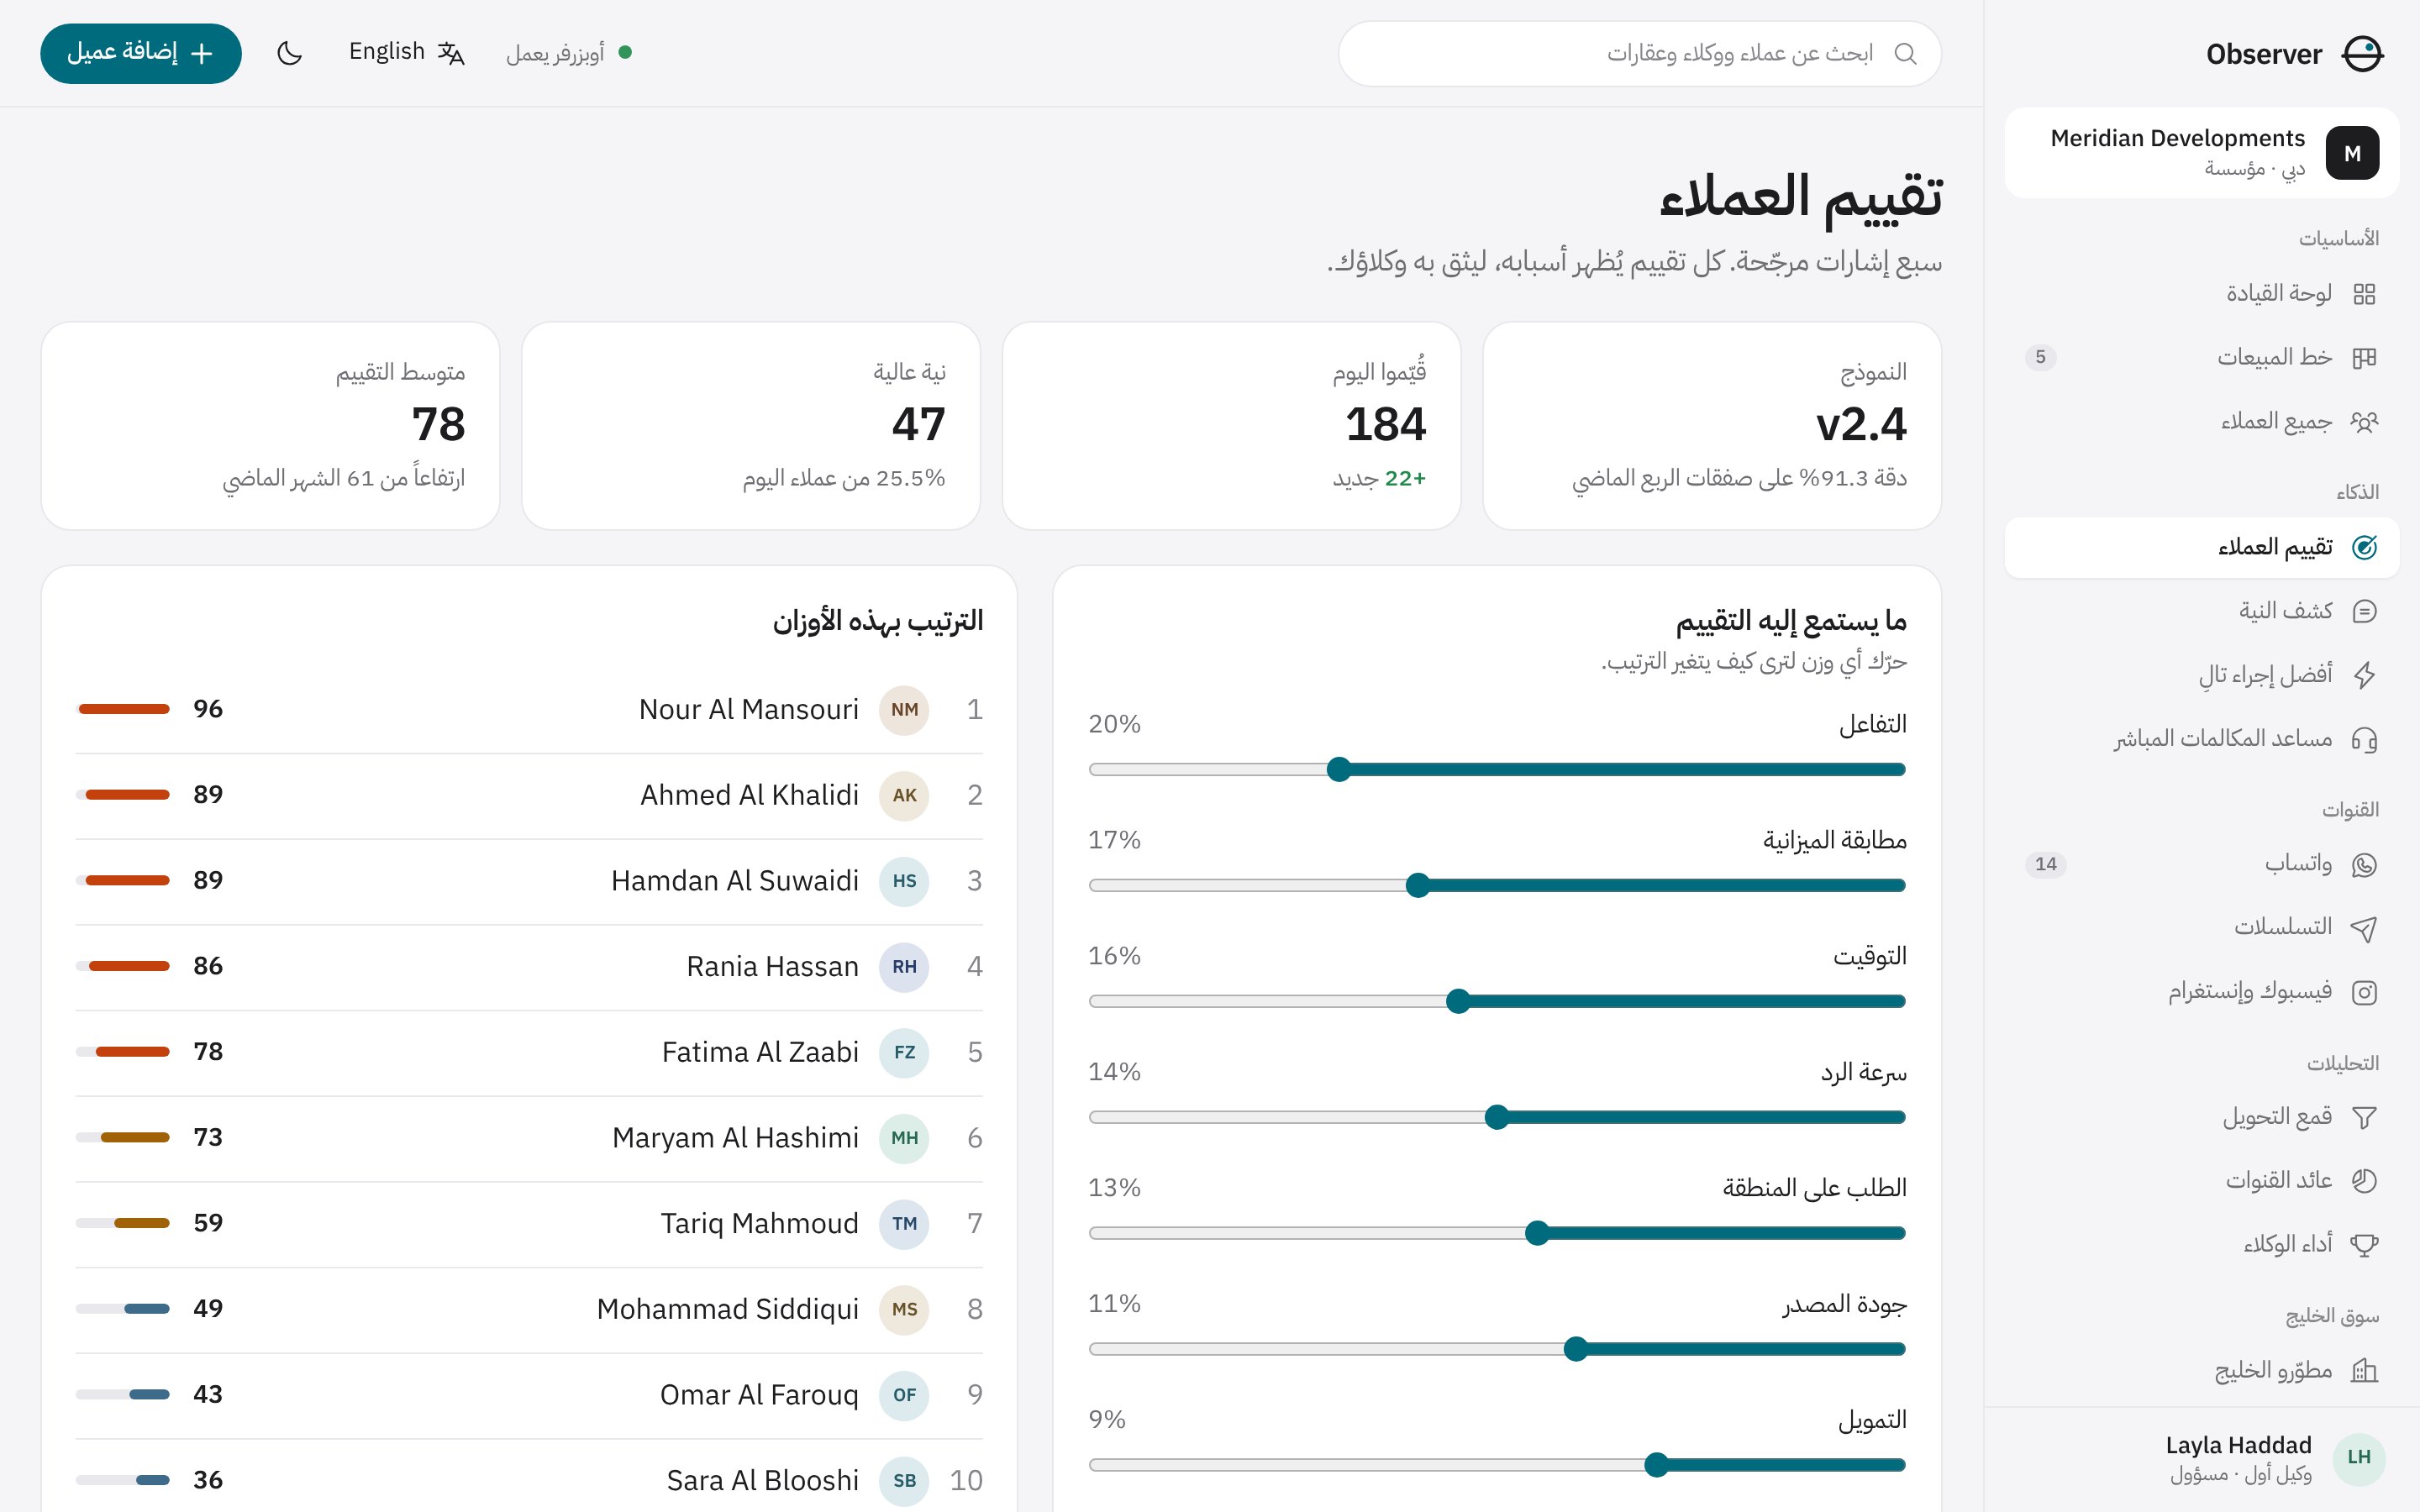 Observer
M
Meridian Developments
دبي · مؤسسة
الأساسيات
لوحة القيادة
خط المبيعات
5
جميع العملاء
الذكاء
تقييم العملاء
كشف النية
أفضل إجراء تالٍ
مساعد المكالمات المباشر
القنوات
واتساب
14
التسلسلات
فيسبوك وإنستغرام
التحليلات
قمع التحويل
عائد القنوات
أداء الوكلاء
سوق الخليج
مطوّرو الخليج
LH
Layla Haddad
وكيل أول · مسؤول
ابحث عن عملاء ووكلاء وعقارات
أوبزرفر يعمل
English
إضافة عميل
تقييم العملاء
سبع إشارات مرجّحة. كل تقييم يُظهر أسبابه، ليثق به وكلاؤك.
النموذج
v2.4
دقة 91.3% على صفقات الربع الماضي
قُيّموا اليوم
184
+22 جديد
نية عالية
47
25.5% من عملاء اليوم
متوسط التقييم
78
ارتفاعاً من 61 الشهر الماضي
ما يستمع إليه التقييم
حرّك أي وزن لترى كيف يتغير الترتيب.
التفاعل
20%
مطابقة الميزانية
17%
التوقيت
16%
سرعة الرد
14%
الطلب على المنطقة
13%
جودة المصدر
11%
التمويل
9%
الترتيب بهذه الأوزان
1 NM Nour Al Mansouri 96
2 AK Ahmed Al Khalidi 89
3 HS Hamdan Al Suwaidi 89
4 RH Rania Hassan 86
5 FZ Fatima Al Zaabi 78
6 MH Maryam Al Hashimi 73
7 TM Tariq Mahmoud 59
8 MS Mohammad Siddiqui 49
9 OF Omar Al Farouq 43
10 SB Sara Al Blooshi 36